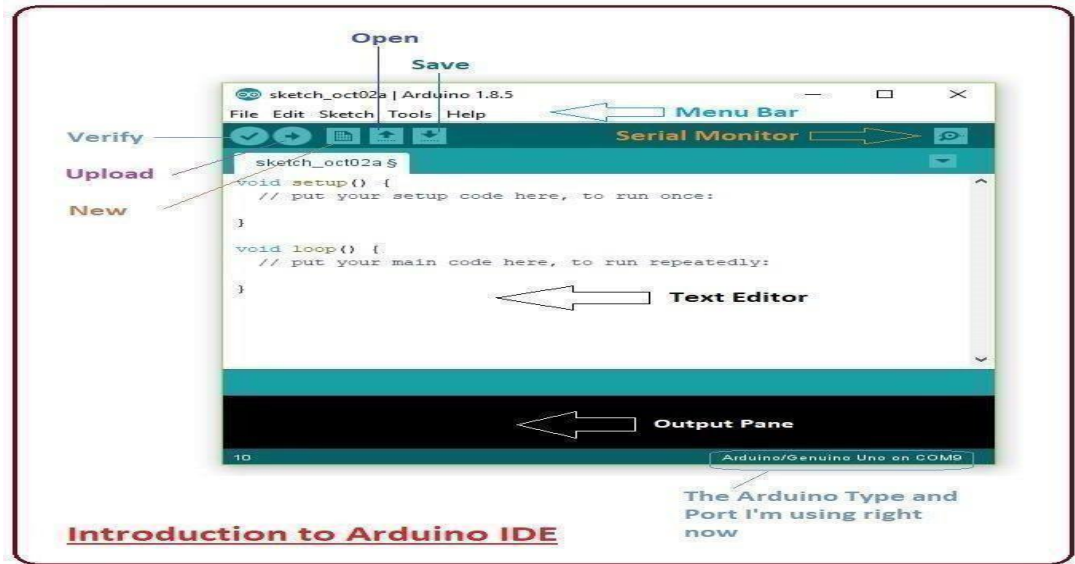 Open
Save
sketch_oct02a | Arduino 1.8.5
File Edit Sketch Tools Help
Menu Bar
Verify
Serial Monitor
Upload
sketch_oct02a §
New
void setup() {
// put your setup code here, to run once:
}
void loop() {
// put your main code here, to run repeatedly:
}
Text Editor
Output Pane
10
Arduino/Genuino Uno on COM9
The Arduino Type and
Port I'm using right
now
Introduction to Arduino IDE